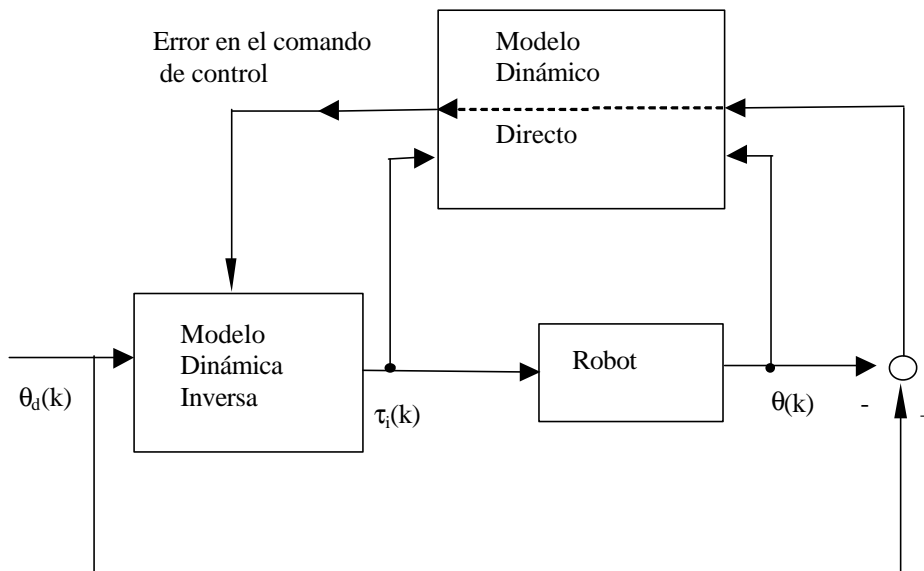 Error en el comando
de control
Modelo
Dinámico
Directo
Modelo
Dinámica
Inversa
Robot
θd(k)
τi(k)
θ(k)
-